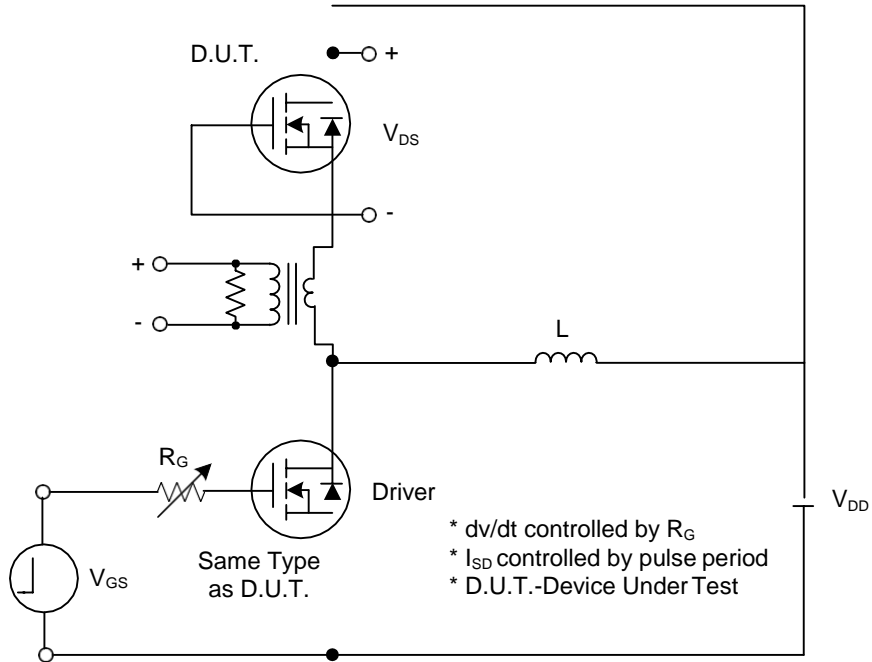 D.U.T.
+
V_DS
-
+
-
L
R_G
Driver
V_DD
V_GS
Same Type
as D.U.T.
* dv/dt controlled by R_G
* I_SD controlled by pulse period
* D.U.T.-Device Under Test